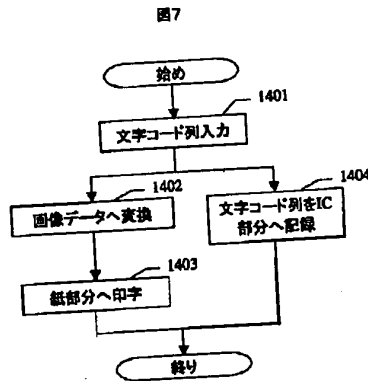 図7
始め
1401
文字コード列入力
1402
画像データへ変換
1404
文字コード列をIC
部分へ記録
1403
紙部分へ印字
終り